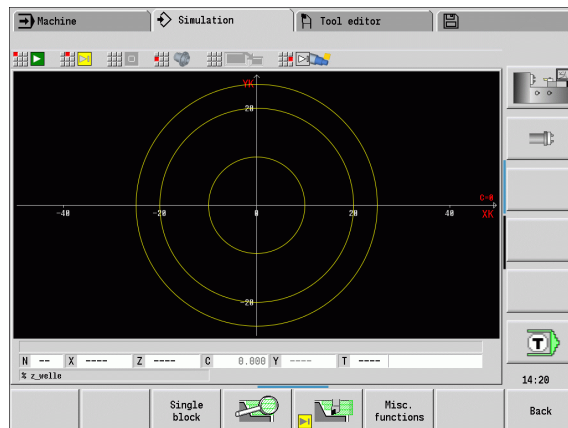 Machine Simulation Tool editor
YK
20
C=0
-40 -20 0 20 40 XK
-20
N -- X ---- Z ---- C 0.000 Y ---- T ----
% z_welle
T
14:20
Single block Misc. functions Back